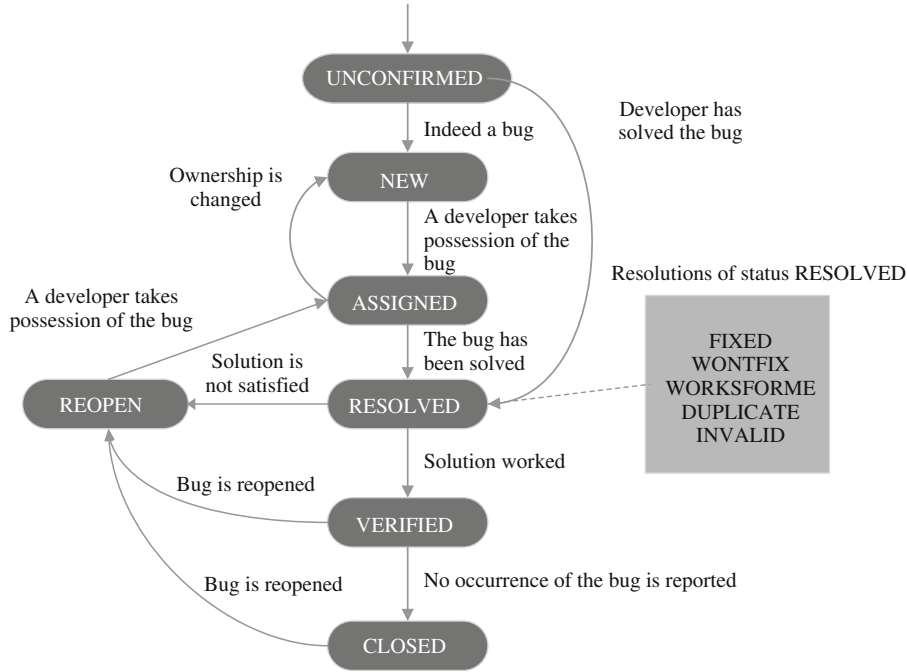 UNCONFIRMED
Developer has
solved the bug
Indeed a bug
Ownership is
changed
NEW
A developer takes
possession of the
bug
Resolutions of status RESOLVED
A developer takes
possession of the bug
ASSIGNED
The bug has
been solved
FIXED
WONTFIX
WORKSFORME
DUPLICATE
INVALID
Solution is
not satisfied
REOPEN
RESOLVED
Solution worked
Bug is reopened
VERIFIED
No occurrence of the bug is reported
Bug is reopened
CLOSED